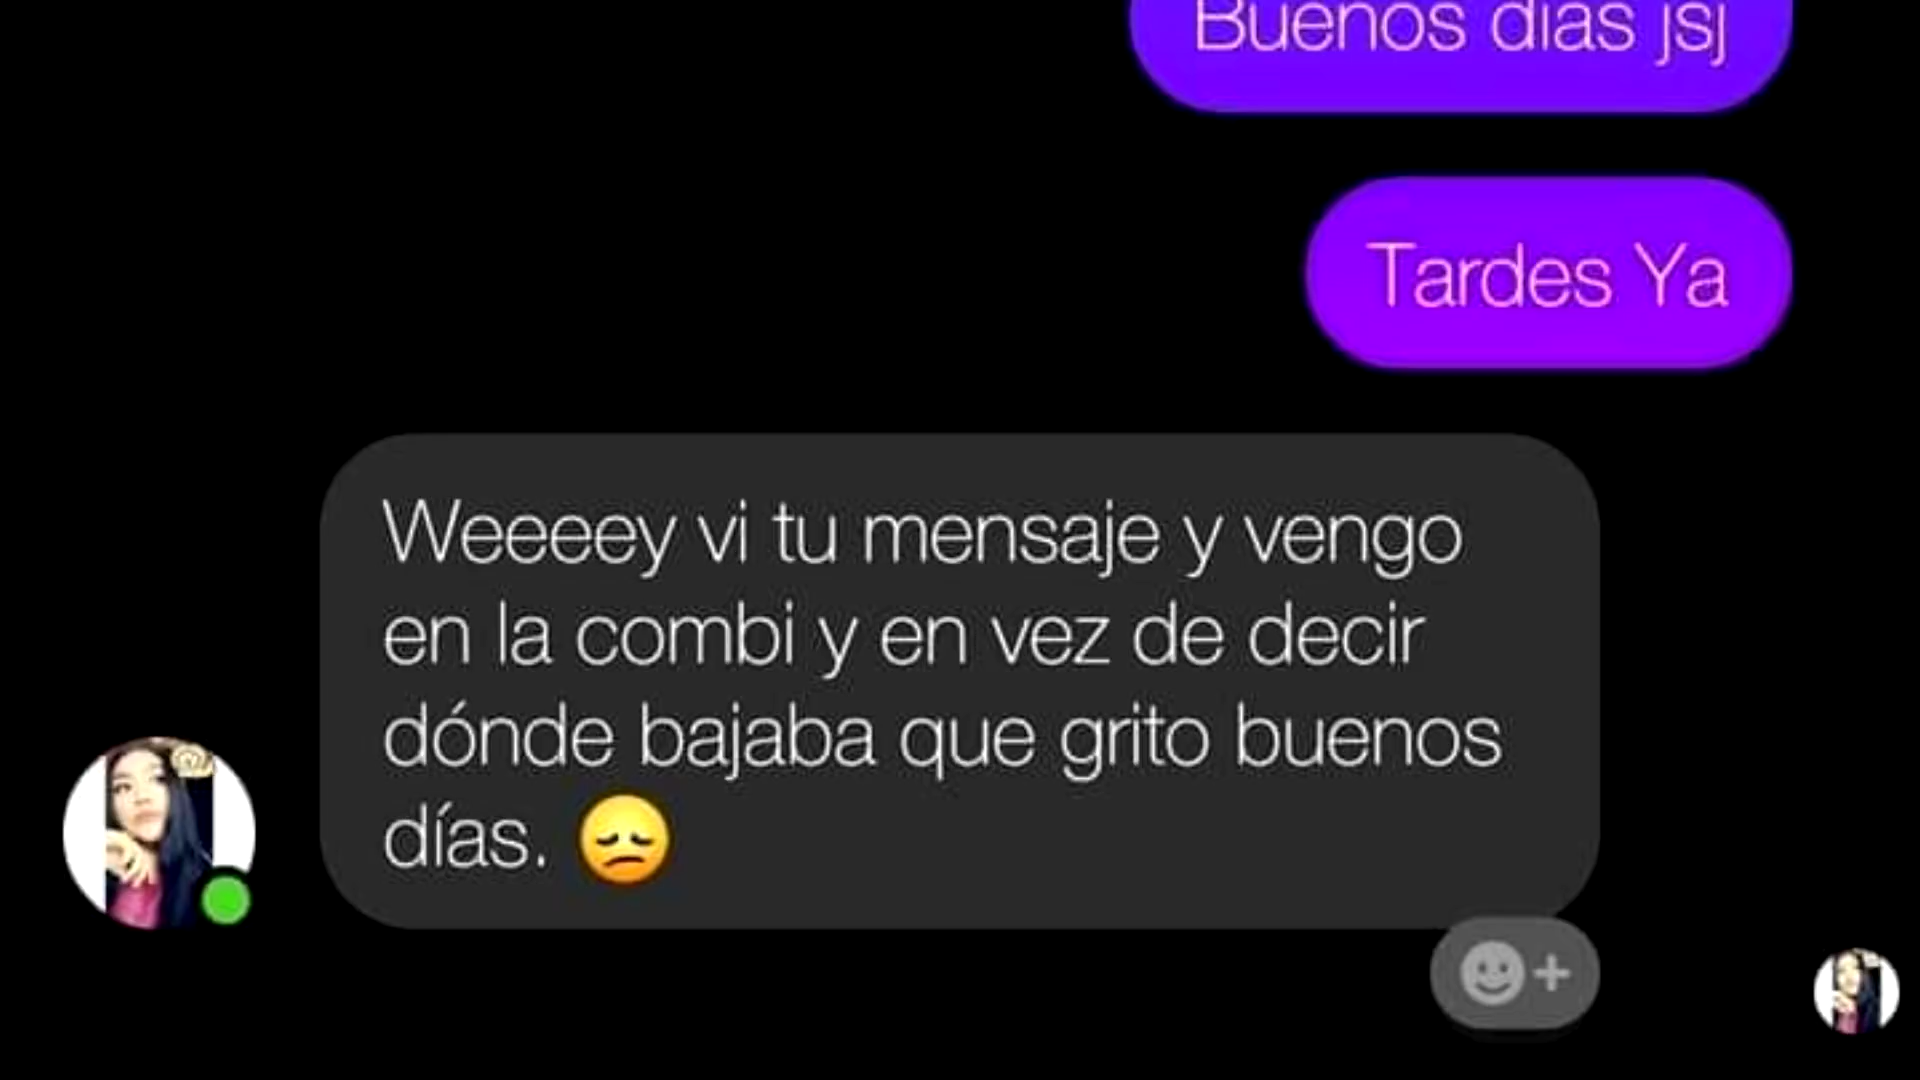 Buenos días jsj
Tardes Ya
Weeeey vi tu mensaje y vengo
en la combi y en vez de decir
dónde bajaba que grito buenos
días. 😞